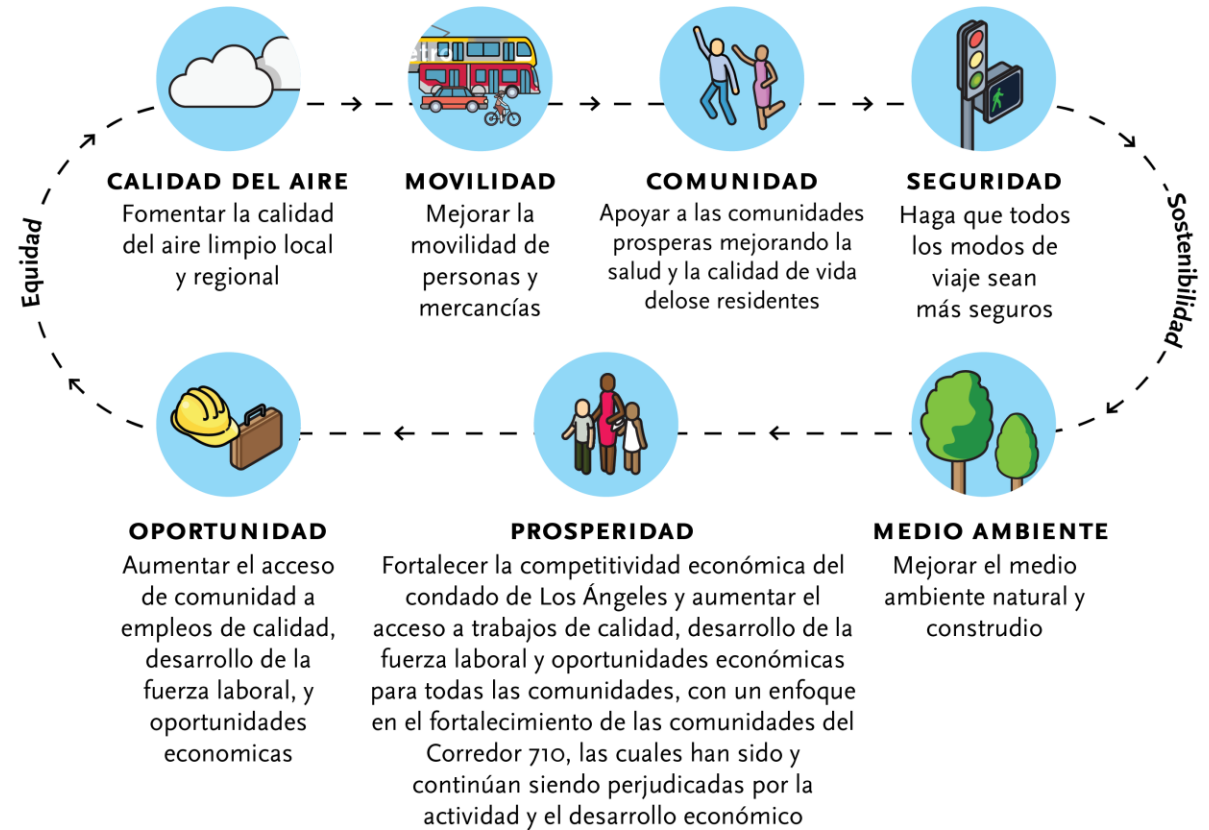 etro
CALIDAD DEL AIRE
Fomentar la calidad
del aire limpio local
y regional
MOVILIDAD
Mejorar la
movilidad de
personas y
mercancías
COMUNIDAD
Apoyar a las comunidades
prosperas mejorando la
salud y la calidad de vida
delose residentes
SEGURIDAD
Haga que todos
los modos de
viaje sean
más seguros
Sostenibilidad
MEDIO AMBIENTE
Mejorar el medio
ambiente natural y
construdio
PROSPERIDAD
Fortalecer la competitividad económica del
condado de Los Ángeles y aumentar el
acceso a trabajos de calidad, desarrollo de la
fuerza laboral y oportunidades económicas
para todas las comunidades, con un enfoque
en el fortalecimiento de las comunidades del
Corredor 710, las cuales han sido y
continúan siendo perjudicadas por la
actividad y el desarrollo económico
OPORTUNIDAD
Aumentar el acceso
de comunidad a
empleos de calidad,
desarrollo de la
fuerza laboral, y
oportunidades
economicas
Equidad